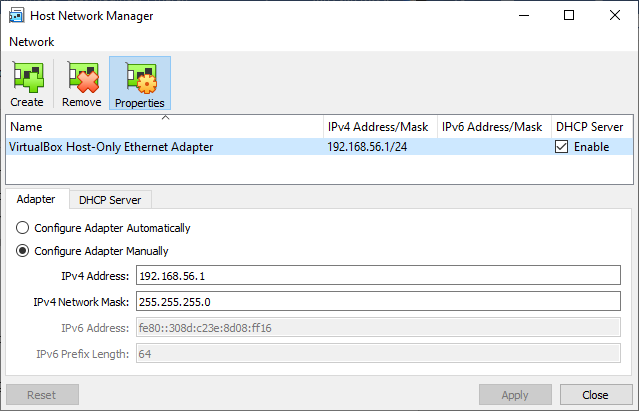 Host Network Manager
Network
Create Remove Properties
Name IPv4 Address/Mask IPv6 Address/Mask DHCP Server
VirtualBox Host-Only Ethernet Adapter 192.168.56.1/24 Enable
Adapter DHCP Server
Configure Adapter Automatically
Configure Adapter Manually
IPv4 Address: 192.168.56.1
IPv4 Network Mask: 255.255.255.0
IPv6 Address: fe80::308d:c23e:8d08:ff16
IPv6 Prefix Length: 64
Reset Apply Close